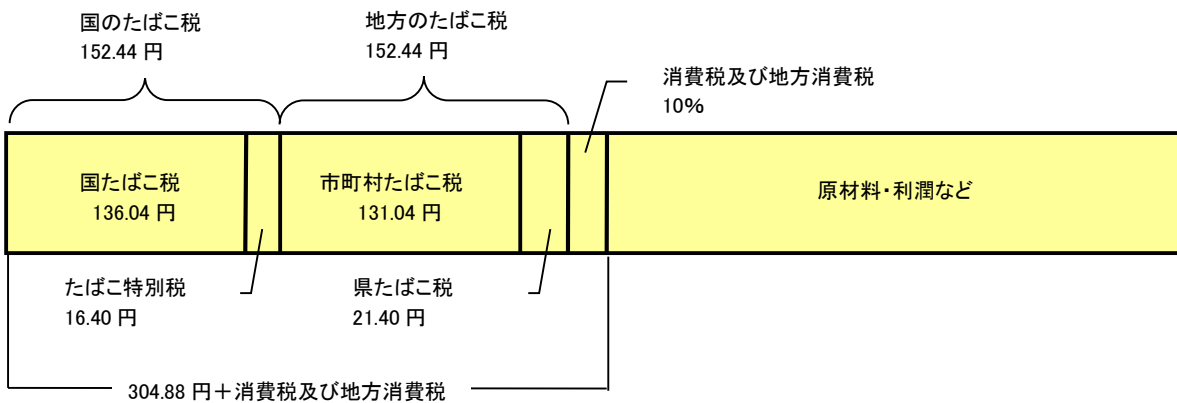 国のたばこ税
152.44 円
地方のたばこ税
152.44 円
消費税及び地方消費税
10%
国たばこ税
136.04 円
市町村たばこ税
131.04 円
原材料・利潤など
たばこ特別税
16.40 円
県たばこ税
21.40 円
304.88 円＋消費税及び地方消費税